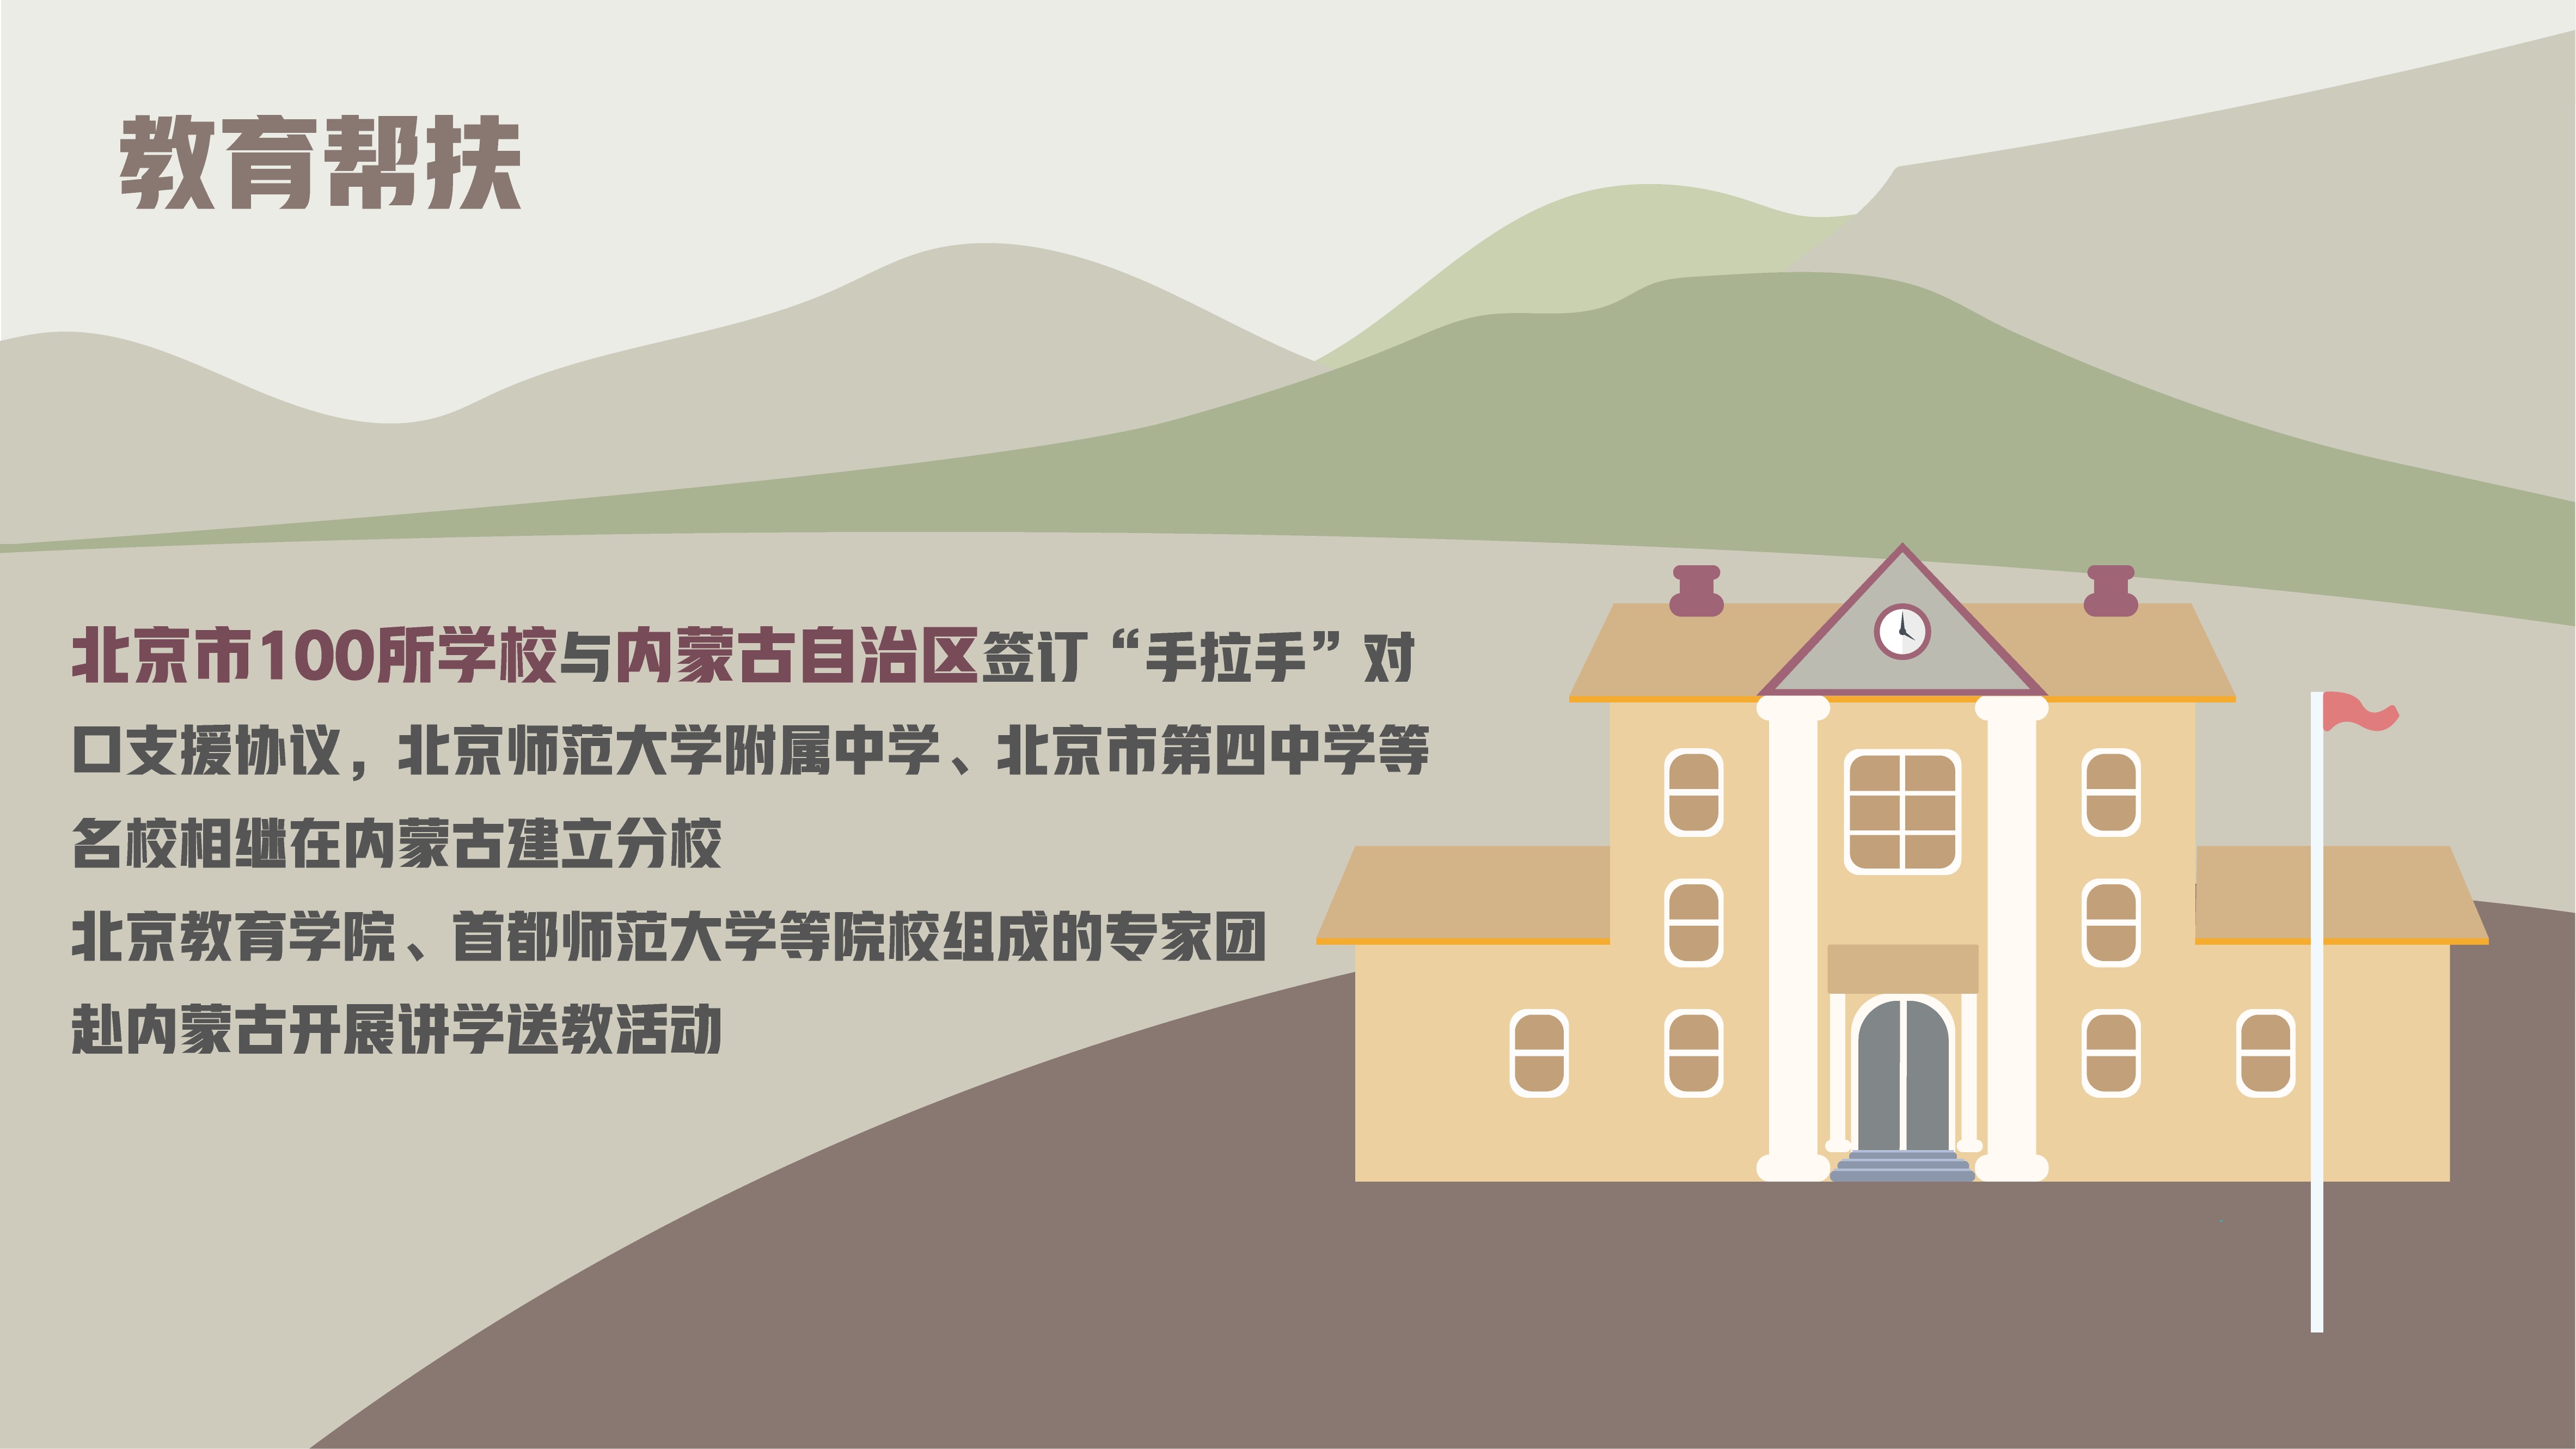 教育帮扶
北京市100所学校与内蒙古自治区签订“手拉手”对
口支援协议，北京师范大学附属中学、北京市第四中学等
名校相继在内蒙古建立分校
北京教育学院、首都师范大学等院校组成的专家团
赴内蒙古开展讲学送教活动